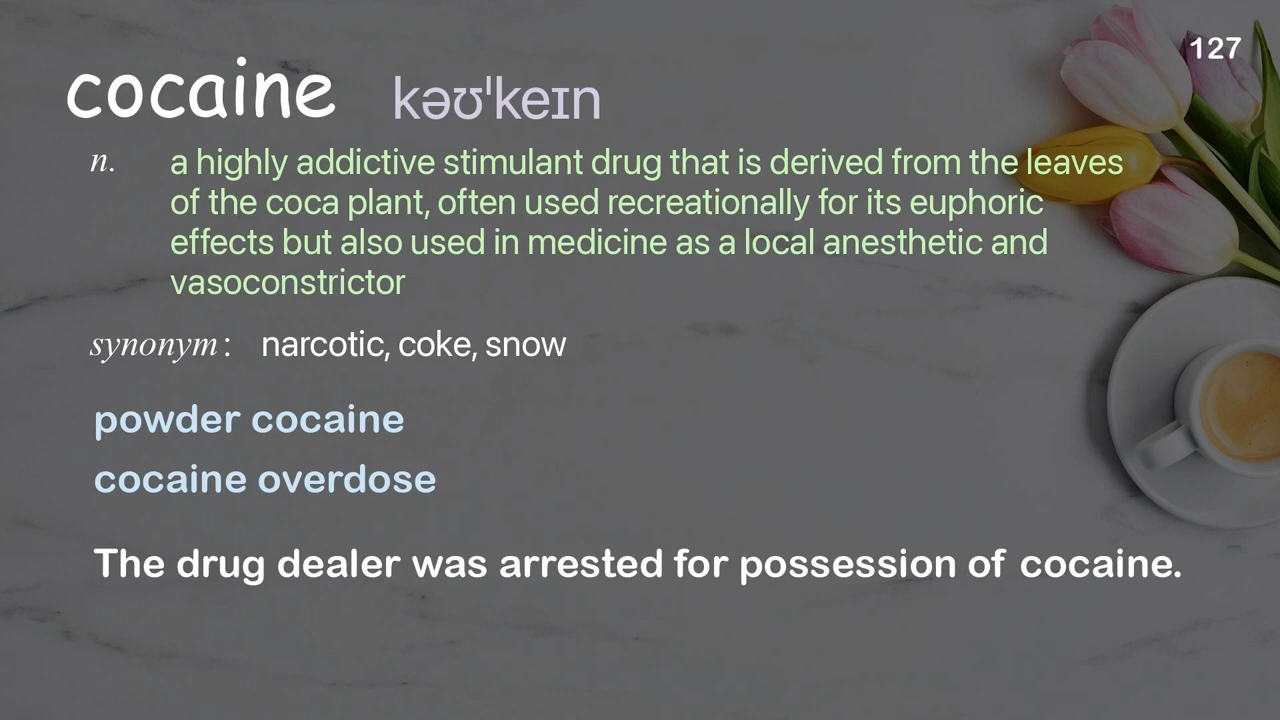 127
cocaine kəʊˈkeɪn
n. a highly addictive stimulant drug that is derived from the leaves
of the coca plant, often used recreationally for its euphoric
effects but also used in medicine as a local anesthetic and
vasoconstrictor
synonym: narcotic, coke, snow
powder cocaine
cocaine overdose
The drug dealer was arrested for possession of cocaine.